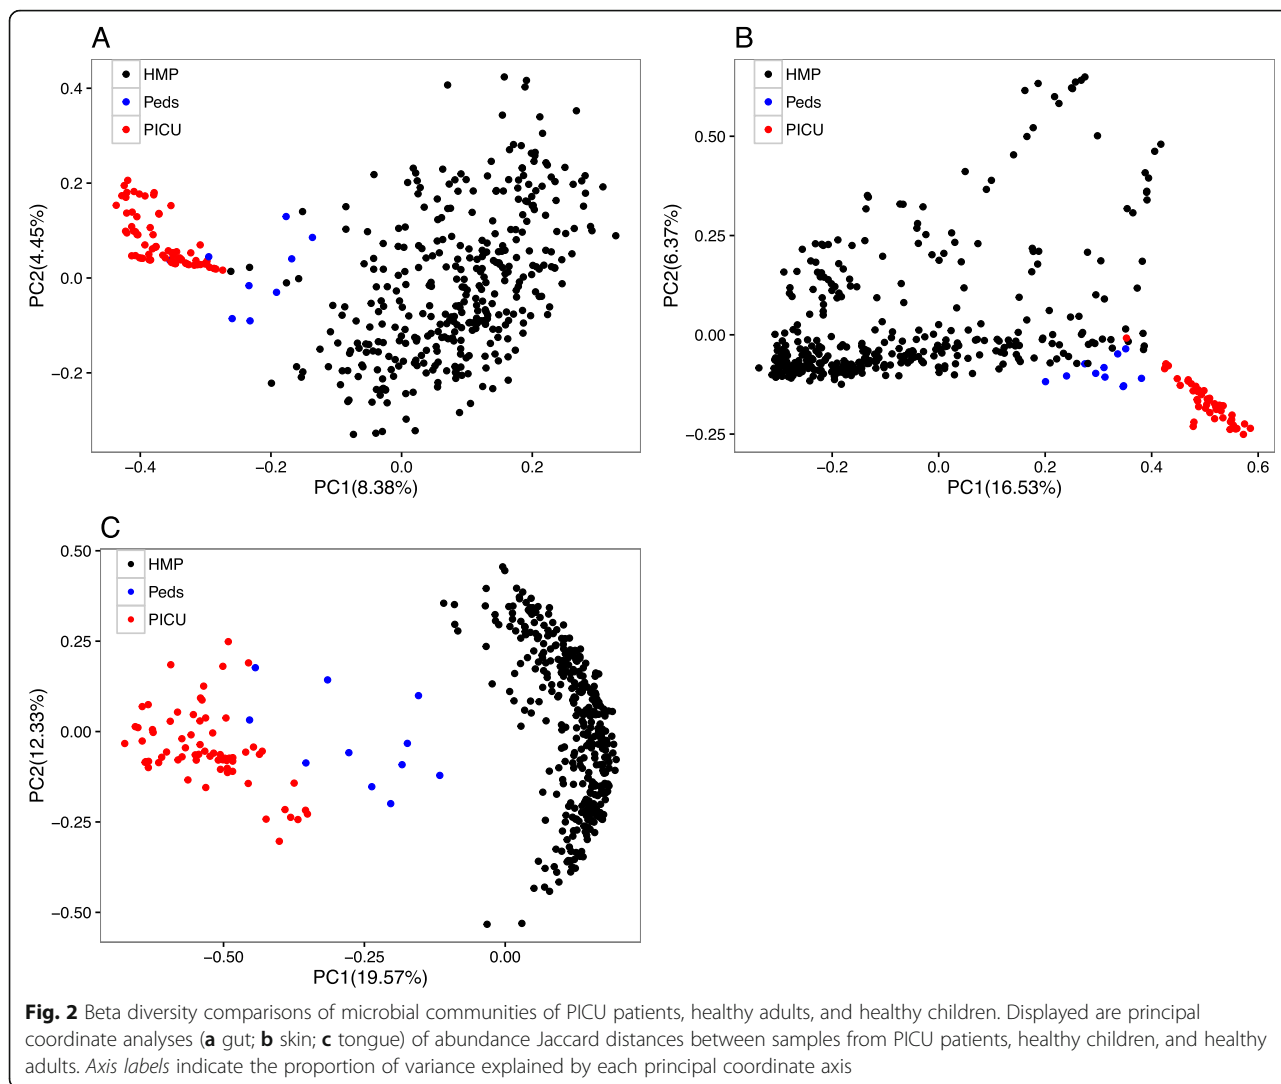 A
HMP
Peds
PICU
0.4
0.2
0.0
−0.2
PC2(4.45%)
−0.4
−0.2
0.0
0.2
PC1(8.38%)
B
HMP
Peds
PICU
0.50
0.25
0.00
−0.25
PC2(6.37%)
−0.2
0.0
0.2
0.4
0.6
PC1(16.53%)
C
HMP
Peds
PICU
0.50
0.25
0.00
−0.25
−0.50
PC2(12.33%)
−0.50
−0.25
0.00
PC1(19.57%)
Fig. 2 Beta diversity comparisons of microbial communities of PICU patients, healthy adults, and healthy children. Displayed are principal
coordinate analyses (a gut; b skin; c tongue) of abundance Jaccard distances between samples from PICU patients, healthy children, and healthy
adults. Axis labels indicate the proportion of variance explained by each principal coordinate axis